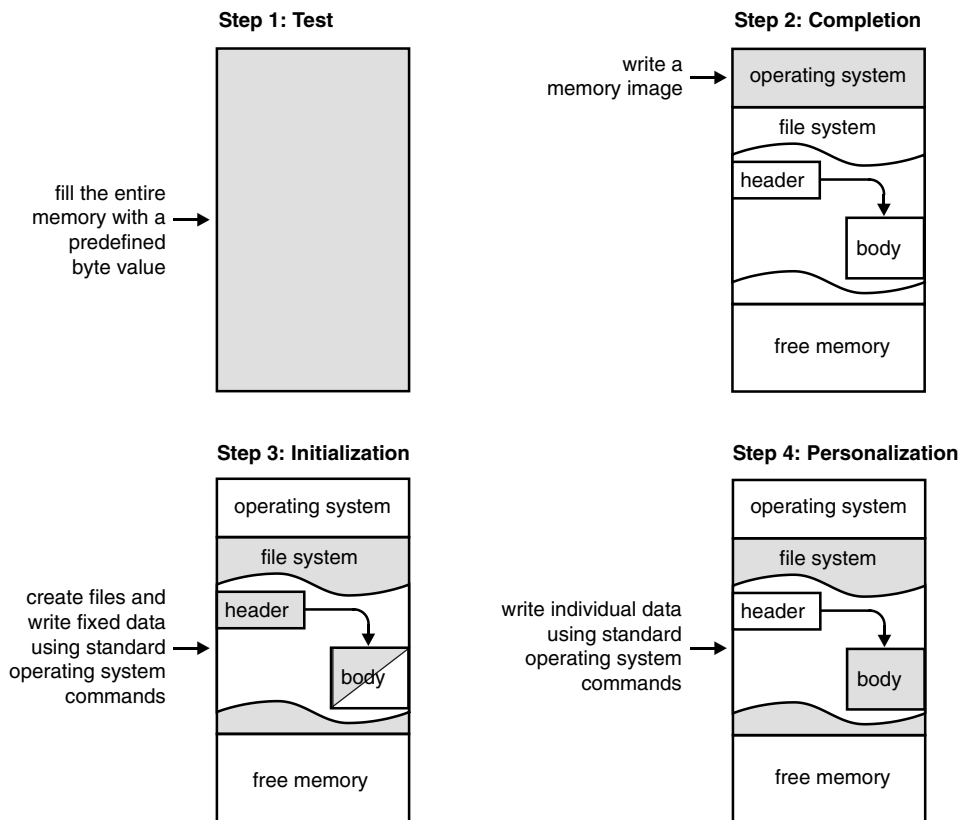 Step 1: Test
fill the entire
memory with a
predefined
byte value
Step 2: Completion
write a
memory image
operating system
file system
header
body
free memory
Step 3: Initialization
create files and
write fixed data
using standard
operating system
commands
operating system
file system
header
body
free memory
Step 4: Personalization
write individual data
using standard
operating system
commands
operating system
file system
header
body
free memory